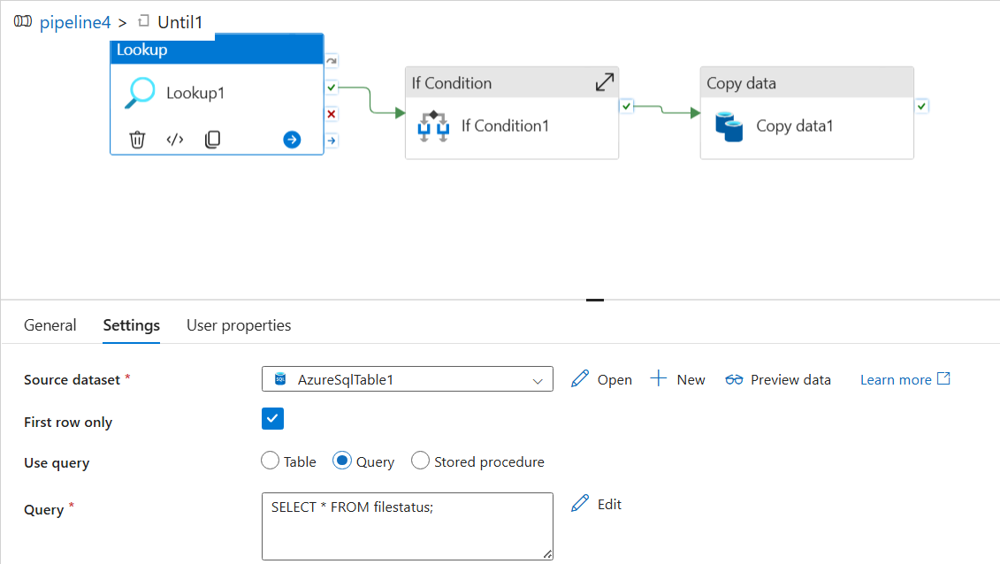 pipeline4 > Until1
Lookup
Lookup1
If Condition
If Condition1
Copy data
Copy data1
General Settings User properties
Source dataset * SQL AzureSqlTable1 Open New Preview data Learn more
First row only
Use query Table Query Stored procedure
Query * SELECT * FROM filestatus; Edit